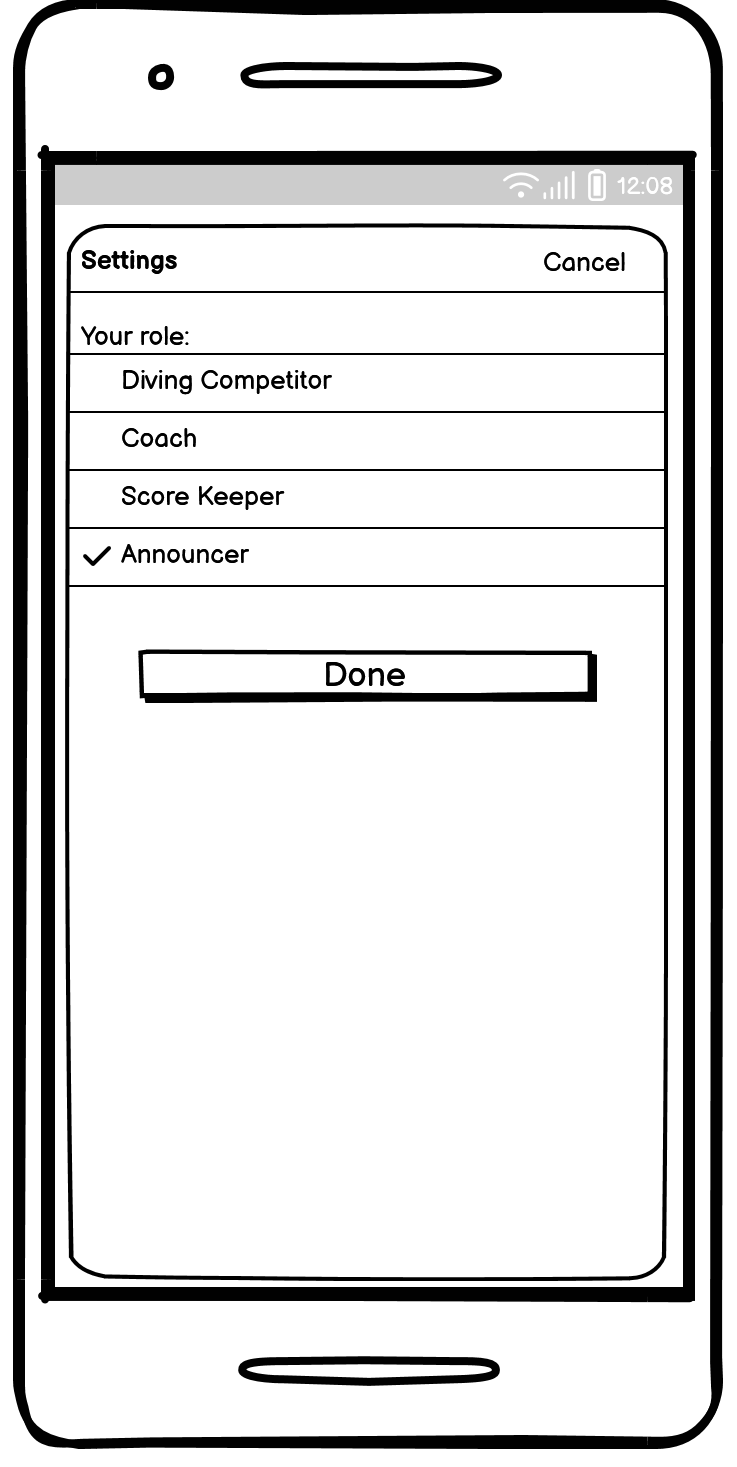 12:08
Settings Cancel
Your role:
Diving Competitor
Coach
Score Keeper
Announcer
Done